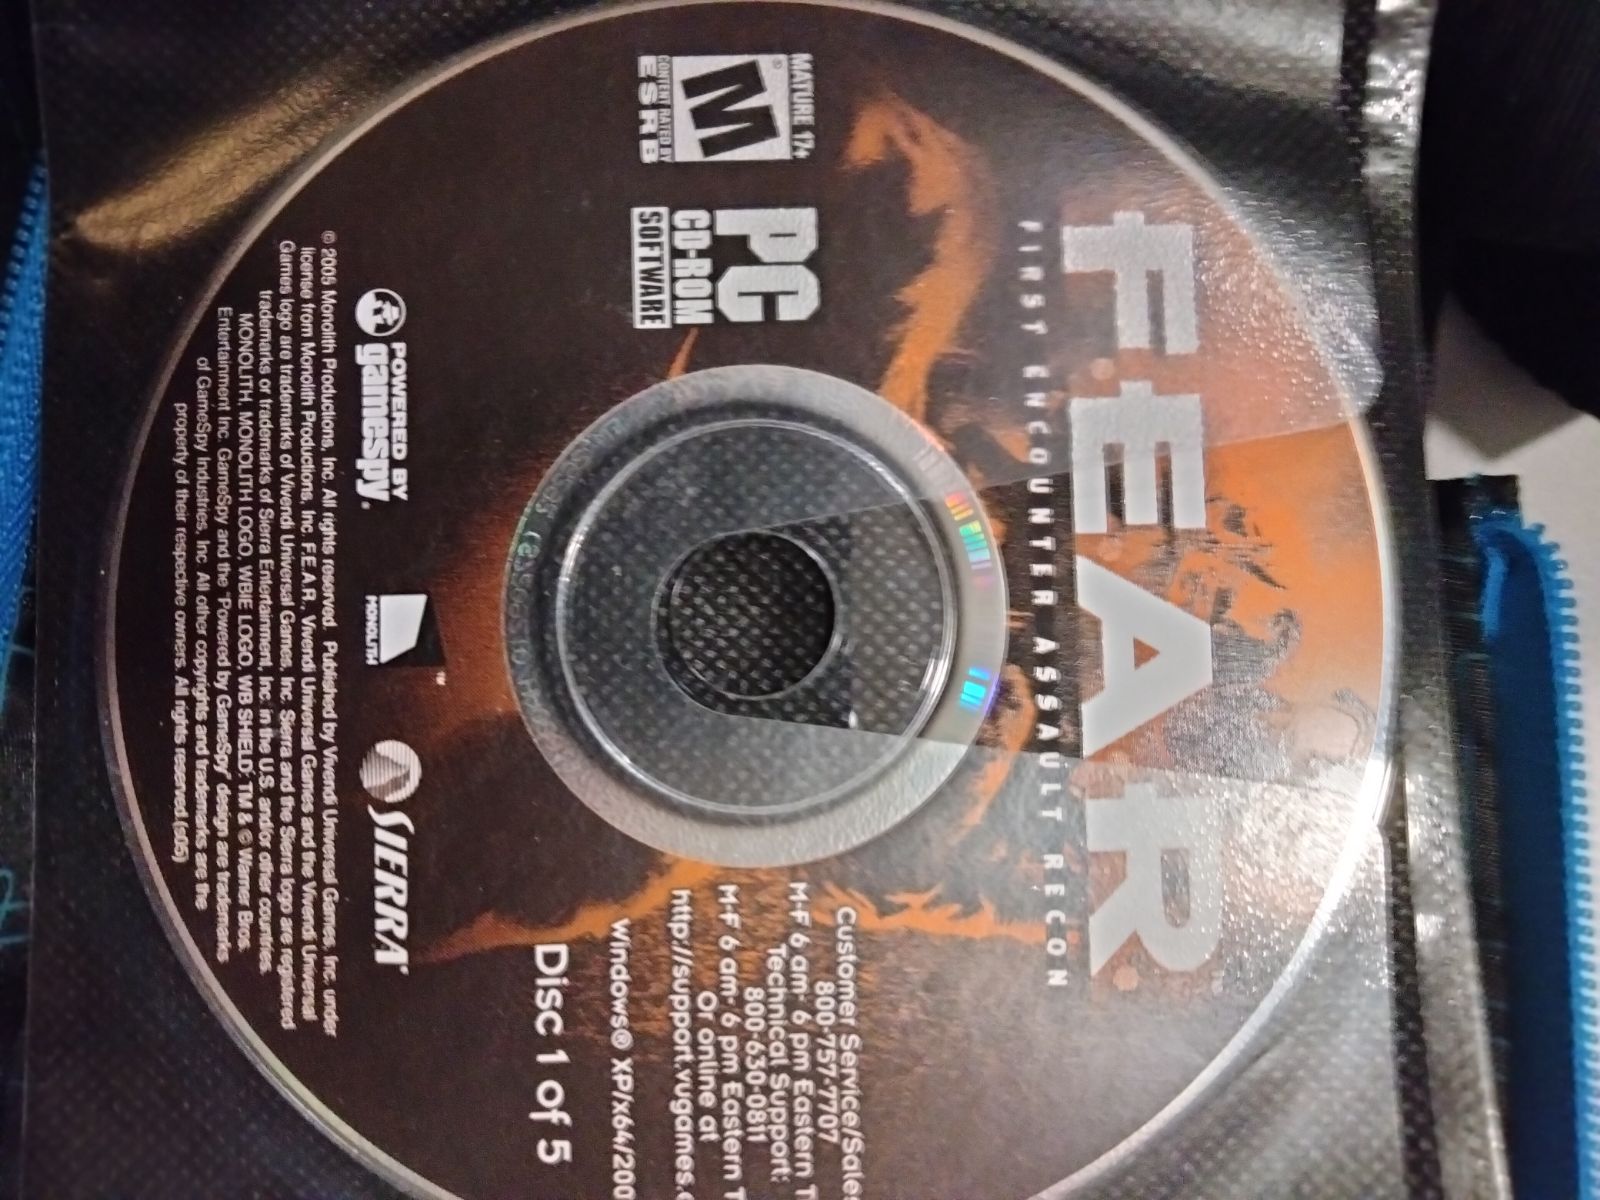 F.E.A.R.
FIRST ENCOUNTER ASSAULT RECON
MATURE 17+
M®
CONTENT RATED BY
ESRB
PC
CD-ROM
SOFTWARE
Customer Service/Sales
800-757-7707
M-F 6 am- 6 pm Eastern T
Technical Support:
800-630-0811
M-F 6 am- 6 pm Eastern T
Or online at
http://support.vugames.
Windows® XP/x64/200
Disc 1 of 5
POWERED BY
gamespy.
MONOLITH
SIERRA
© 2005 Monolith Productions, Inc. All rights reserved. Published by Vivendi Universal Games, Inc. under
license from Monolith Productions, Inc. F.E.A.R., Vivendi Universal Games and the Vivendi Universal
Games logo are trademarks of Vivendi Universal Games, Inc. Sierra and the Sierra logo are registered
trademarks or trademarks of Sierra Entertainment, Inc. in the U.S. and/or other countries.
MONOLITH, MONOLITH LOGO, WBIE LOGO, WB SHIELD: TM & © Warner Bros.
Entertainment Inc. GameSpy and the "Powered by GameSpy" design are trademarks
of GameSpy Industries, Inc. All other copyrights and trademarks are the
property of their respective owners. All rights reserved.(s05)